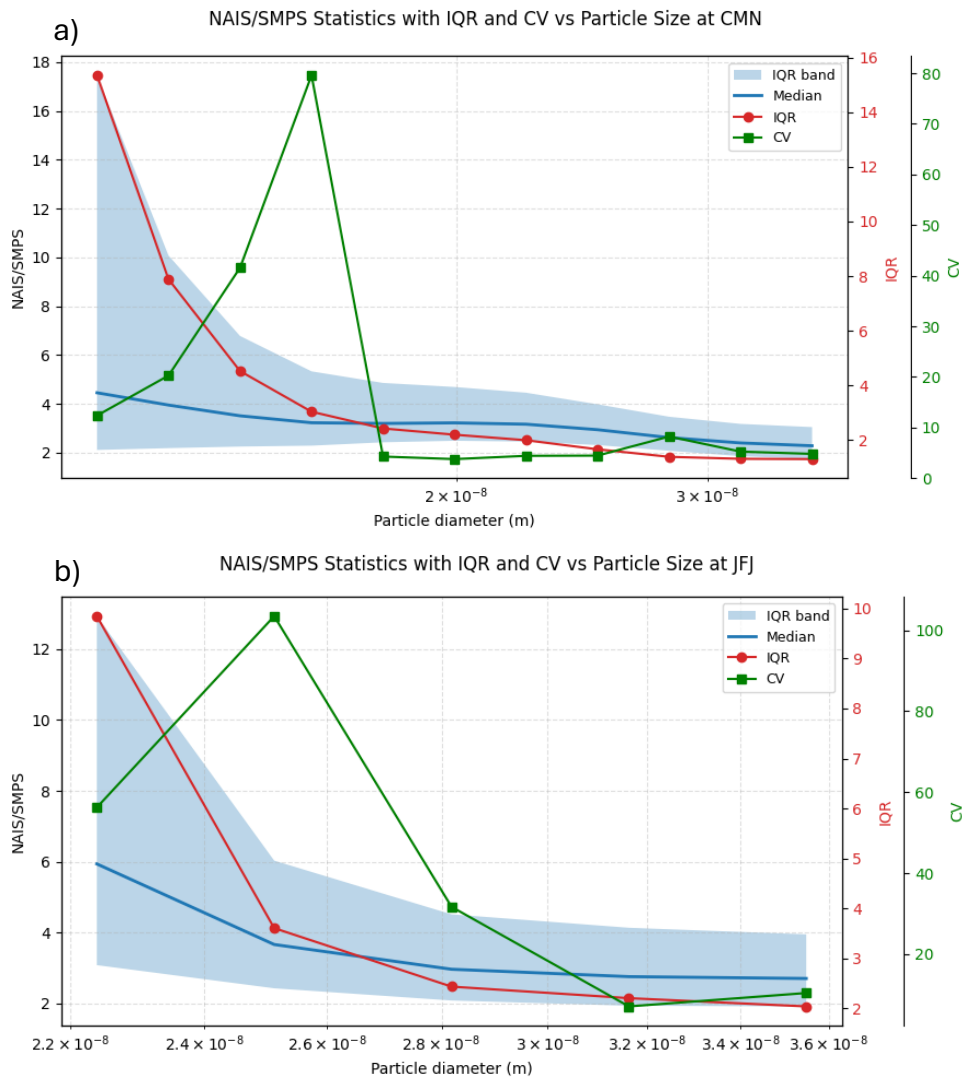 a)
NAIS/SMPS Statistics with IQR and CV vs Particle Size at CMN
18
16
14
12
10
8
6
4
2
NAIS/SMPS
IQR band
Median
IQR
CV
16
14
12
10
8
6
4
2
IQR
80
70
60
50
40
30
20
10
0
CV
2 × 10⁻⁸
3 × 10⁻⁸
Particle diameter (m)
b)
NAIS/SMPS Statistics with IQR and CV vs Particle Size at JFJ
12
10
8
6
4
2
NAIS/SMPS
IQR band
Median
IQR
CV
10
9
8
7
6
5
4
3
2
IQR
100
80
60
40
20
CV
2.2 × 10⁻⁸
2.4 × 10⁻⁸
2.6 × 10⁻⁸
2.8 × 10⁻⁸
3.0 × 10⁻⁸
3.2 × 10⁻⁸
3.4 × 10⁻⁸
3.6 × 10⁻⁸
Particle diameter (m)